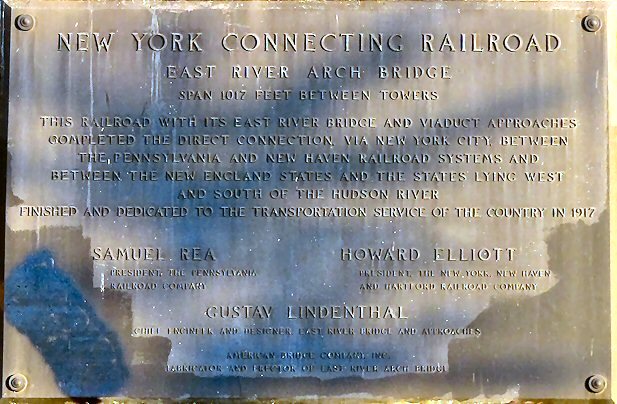 NEW YORK CONNECTING RAILROAD
EAST RIVER ARCH BRIDGE
SPAN 1017 FEET BETWEEN TOWERS
THIS RAILROAD WITH ITS EAST RIVER BRIDGE AND VIADUCT APPROACHES
COMPLETED THE DIRECT CONNECTION, VIA NEW YORK CITY, BETWEEN
THE PENNSYLVANIA AND NEW HAVEN RAILROAD SYSTEMS AND,
BETWEEN THE NEW ENGLAND STATES AND THE STATES LYING WEST
AND SOUTH OF THE HUDSON RIVER
FINISHED AND DEDICATED TO THE TRANSPORTATION SERVICE OF THE COUNTRY IN 1917
SAMUEL REA
PRESIDENT, THE PENNSYLVANIA
RAILROAD COMPANY
HOWARD ELLIOTT
PRESIDENT, THE NEW YORK, NEW HAVEN
AND HARTFORD RAILROAD COMPANY
GUSTAV LINDENTHAL
CHIEF ENGINEER AND DESIGNER, EAST RIVER BRIDGE AND APPROACHES
AMERICAN BRIDGE COMPANY, INC.
FABRICATOR AND ERECTOR OF EAST RIVER ARCH BRIDGE